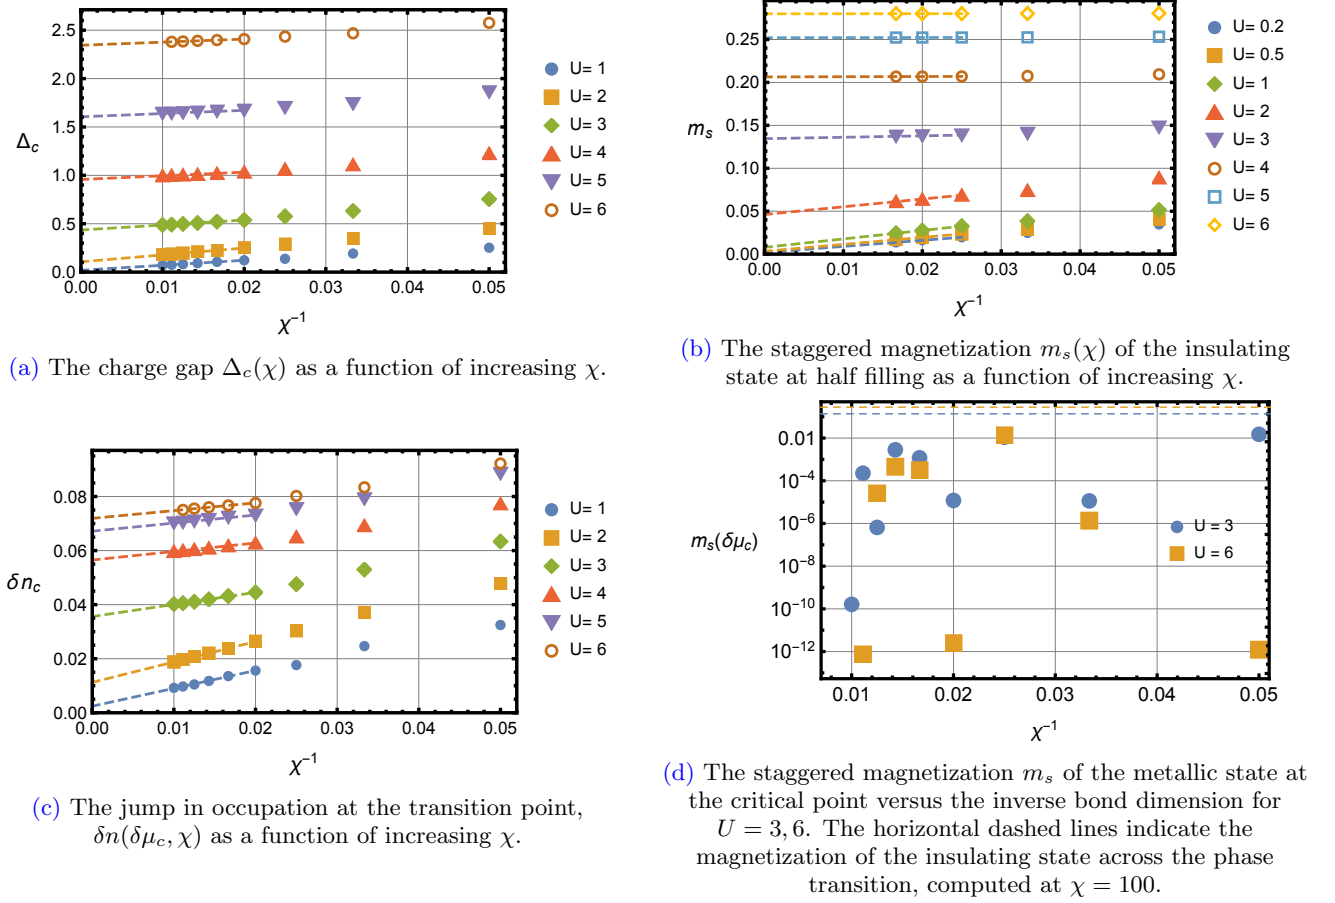 2.5
2.0
1.5
1.0
0.5
0.0
Δc
0.00 0.01 0.02 0.03 0.04 0.05
χ⁻¹
U= 1
U= 2
U= 3
U= 4
U= 5
U= 6
(a) The charge gap Δc(χ) as a function of increasing χ.
0.25
0.20
0.15
0.10
0.05
0.00
ms
0.00 0.01 0.02 0.03 0.04 0.05
χ⁻¹
U= 0.2
U= 0.5
U= 1
U= 2
U= 3
U= 4
U= 5
U= 6
(b) The staggered magnetization ms(χ) of the insulating
state at half filling as a function of increasing χ.
0.08
0.06
0.04
0.02
0.00
δnc
0.00 0.01 0.02 0.03 0.04 0.05
χ⁻¹
U= 1
U= 2
U= 3
U= 4
U= 5
U= 6
(c) The jump in occupation at the transition point,
δn(δμc, χ) as a function of increasing χ.
0.01
10⁻⁴
10⁻⁶
10⁻⁸
10⁻¹⁰
10⁻¹²
ms(δμc)
0.01 0.02 0.03 0.04 0.05
χ⁻¹
U = 3
U = 6
(d) The staggered magnetization ms of the metallic state at
the critical point versus the inverse bond dimension for
U = 3, 6. The horizontal dashed lines indicate the
magnetization of the insulating state across the phase
transition, computed at χ = 100.